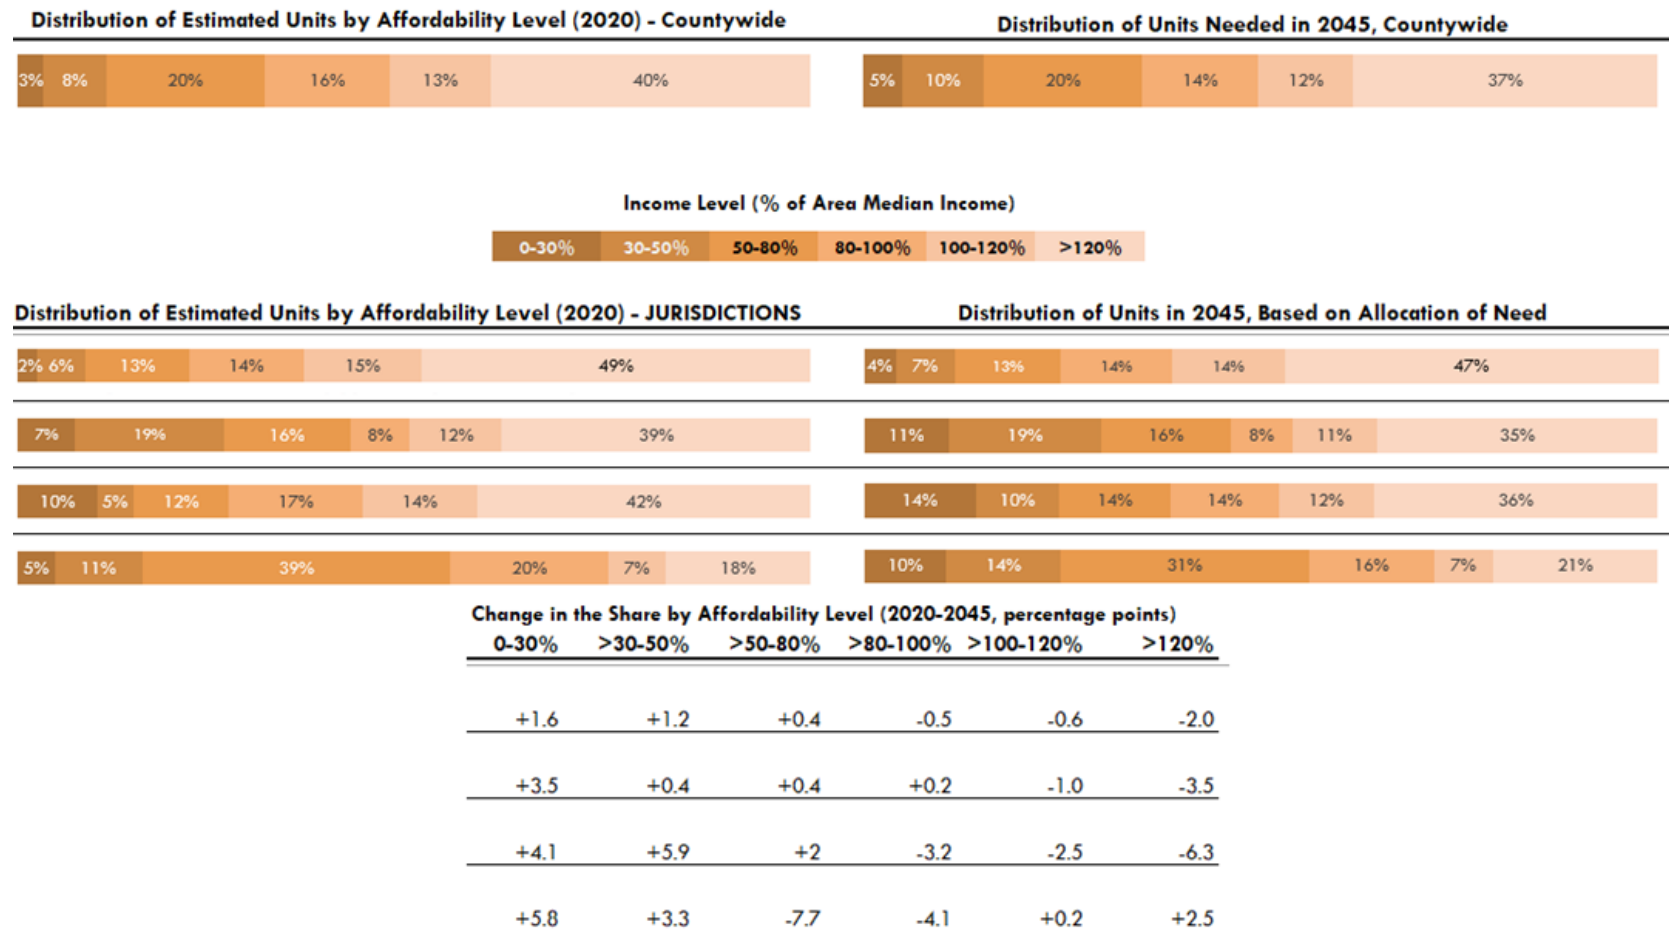 Distribution of Estimated Units by Affordability Level (2020) - Countywide
Distribution of Units Needed in 2045, Countywide
3% 8% 20% 16% 13% 40%
5% 10% 20% 14% 12% 37%
Income Level (% of Area Median Income)
0-30% 30-50% 50-80% 80-100% 100-120% >120%
Distribution of Estimated Units by Affordability Level (2020) - JURISDICTIONS
Distribution of Units in 2045, Based on Allocation of Need
2% 6% 13% 14% 15% 49%
4% 7% 13% 14% 14% 47%
7% 19% 16% 8% 12% 39%
11% 19% 16% 8% 11% 35%
10% 5% 12% 17% 14% 42%
14% 10% 14% 14% 12% 36%
5% 11% 39% 20% 7% 18%
10% 14% 31% 16% 7% 21%
Change in the Share by Affordability Level (2020-2045, percentage points)
0-30% >30-50% >50-80% >80-100% >100-120% >120%
+1.6 +1.2 +0.4 -0.5 -0.6 -2.0
+3.5 +0.4 +0.4 +0.2 -1.0 -3.5
+4.1 +5.9 +2 -3.2 -2.5 -6.3
+5.8 +3.3 -7.7 -4.1 +0.2 +2.5